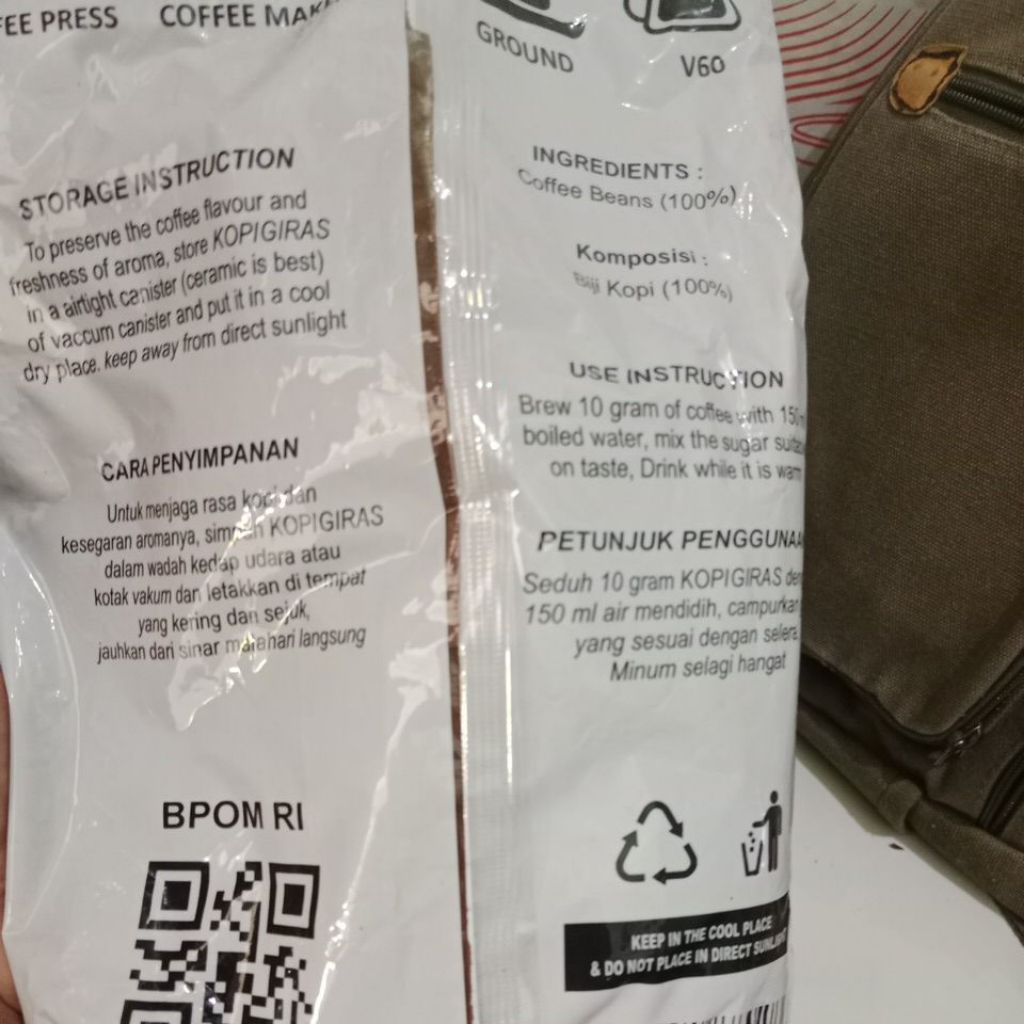 EE PRESS COFFEE MAK
STORAGE INSTRUCTION
To preserve the coffee flavour and
freshness of aroma, store KOPIGIRAS
in a airtight canister (ceramic is best)
of vaccum canister and put it in a cool
dry place. keep away from direct sunlight
CARA PENYIMPANAN
Untuk menjaga rasa kopi dan
kesegaran aromanya, simpan KOPIGIRAS
dalam wadah kedap udara atau
kotak vakum dan letakkan di tempat
yang kering dan sejuk,
jauhkan dari sinar matahari langsung
BPOM RI
GROUND V60
INGREDIENTS :
Coffee Beans (100%)
Komposisi :
Biji Kopi (100%)
USE INSTRUCTION
Brew 10 gram of coffee with 150
boiled water, mix the sugar
on taste, Drink while it is warm
PETUNJUK PENGGUNAA
Seduh 10 gram KOPIGIRAS den
150 ml air mendidih, campurkan
yang sesuai dengan selera,
Minum selagi hangat
KEEP IN THE COOL PLACE
& DO NOT PLACE IN DIRECT SUNLIGHT